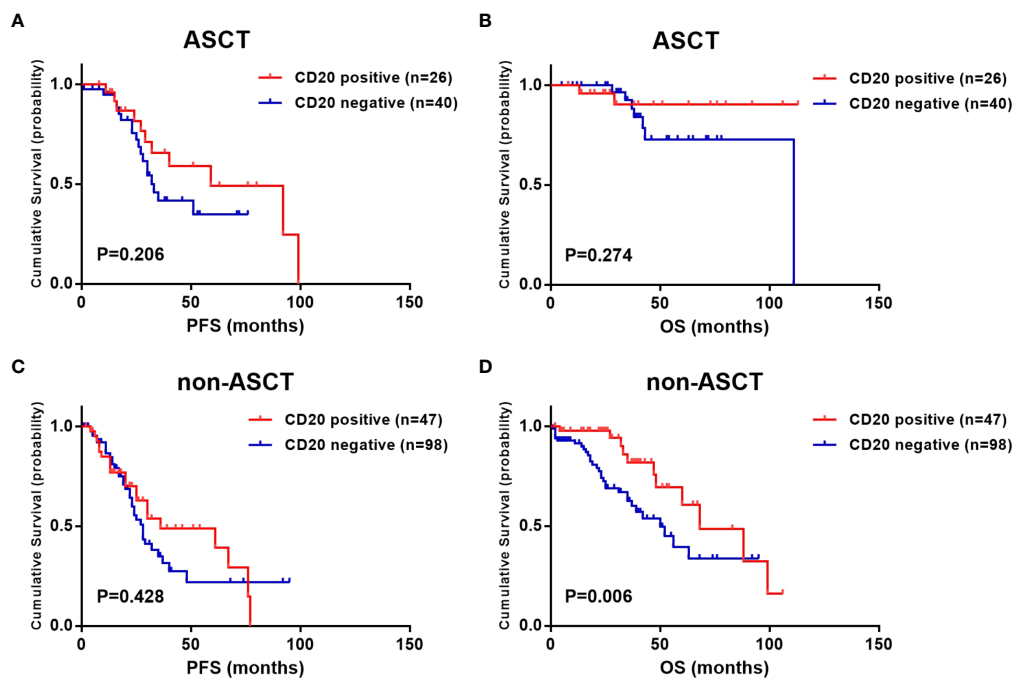 A
ASCT
CD20 positive (n=26)
CD20 negative (n=40)
Cumulative Survival (probability)
1.0
0.5
0.0
P=0.206
0
50
100
150
PFS (months)
B
ASCT
CD20 positive (n=26)
CD20 negative (n=40)
Cumulative Survival (probability)
1.0
0.5
0.0
P=0.274
0
50
100
150
OS (months)
C
non-ASCT
CD20 positive (n=47)
CD20 negative (n=98)
Cumulative Survival (probability)
1.0
0.5
0.0
P=0.428
0
50
100
150
PFS (months)
D
non-ASCT
CD20 positive (n=47)
CD20 negative (n=98)
Cumulative Survival (probability)
1.0
0.5
0.0
P=0.006
0
50
100
150
OS (months)